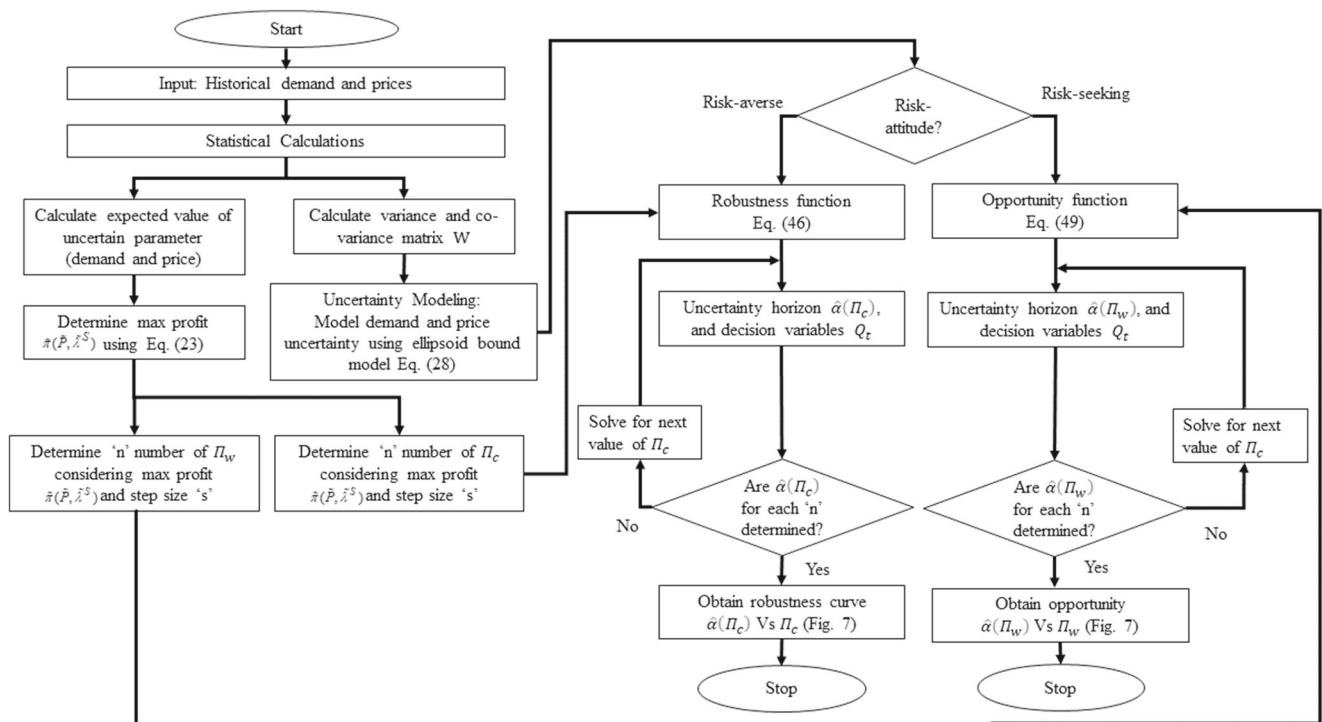 Start
Input: Historical demand and prices
Statistical Calculations
Calculate expected value of
uncertain parameter
(demand and price)
Calculate variance and co-
variance matrix W
Determine max profit
π̃(P̃, λ̃ˢ) using Eq. (23)
Uncertainty Modeling:
Model demand and price
uncertainty using ellipsoid bound
model Eq. (28)
Determine ‘n’ number of Π_w
considering max profit
π̃(P̃, λ̃ˢ) and step size ‘s’
Determine ‘n’ number of Π_c
considering max profit
π̃(P̃, λ̃ˢ) and step size ‘s’
Risk-averse
Risk-
attitude?
Risk-seeking
Robustness function
Eq. (46)
Uncertainty horizon α̂(Π_c),
and decision variables Q_t
Solve for next
value of Π_c
Are α̂(Π_c)
for each ‘n’
determined?
No
Yes
Obtain robustness curve
α̂(Π_c) Vs Π_c (Fig. 7)
Stop
Opportunity function
Eq. (49)
Uncertainty horizon α̂(Π_w), and
decision variables Q_t
Solve for next
value of Π_c
Are α̂(Π_w)
for each ‘n’
determined?
No
Yes
Obtain opportunity
α̂(Π_w) Vs Π_w (Fig. 7)
Stop